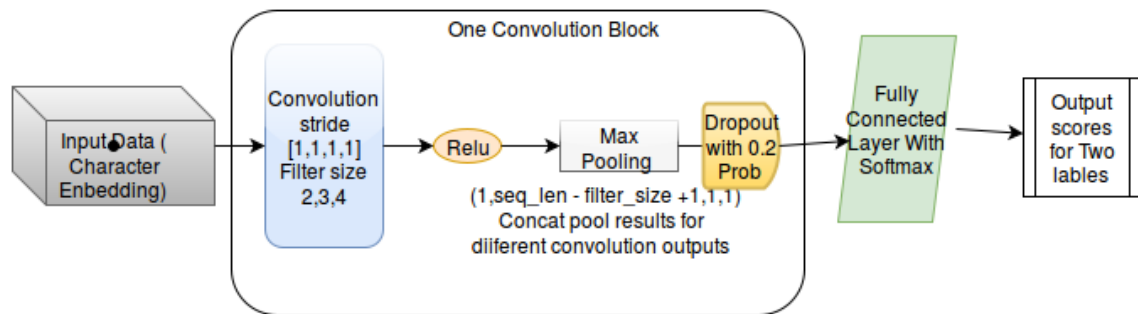 One Convolution Block
Input Data (
Character
Enbedding)
Convolution
stride
[1,1,1,1]
Filter size
2,3,4
Relu
Max
Pooling
Dropout
with 0.2
Prob
(1,seq_len - filter_size +1,1,1)
Concat pool results for
diiferent convolution outputs
Fully
Connected
Layer With
Softmax
Output
scores
for Two
lables